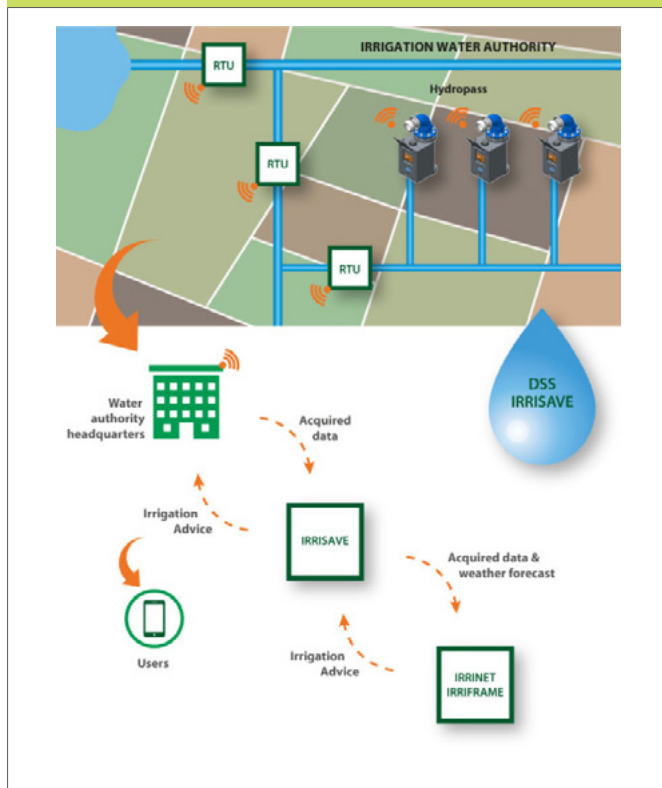 IRRIGATION WATER AUTHORITY
RTU
Hydropass
RTU
RTU
DSS
IRRISAVE
Water
authority
headquarters
Acquired
data
Irrigation
Advice
IRRISAVE
Acquired data &
weather forecast
Users
Irrigation
Advice
IRRINET
IRRIFRAME